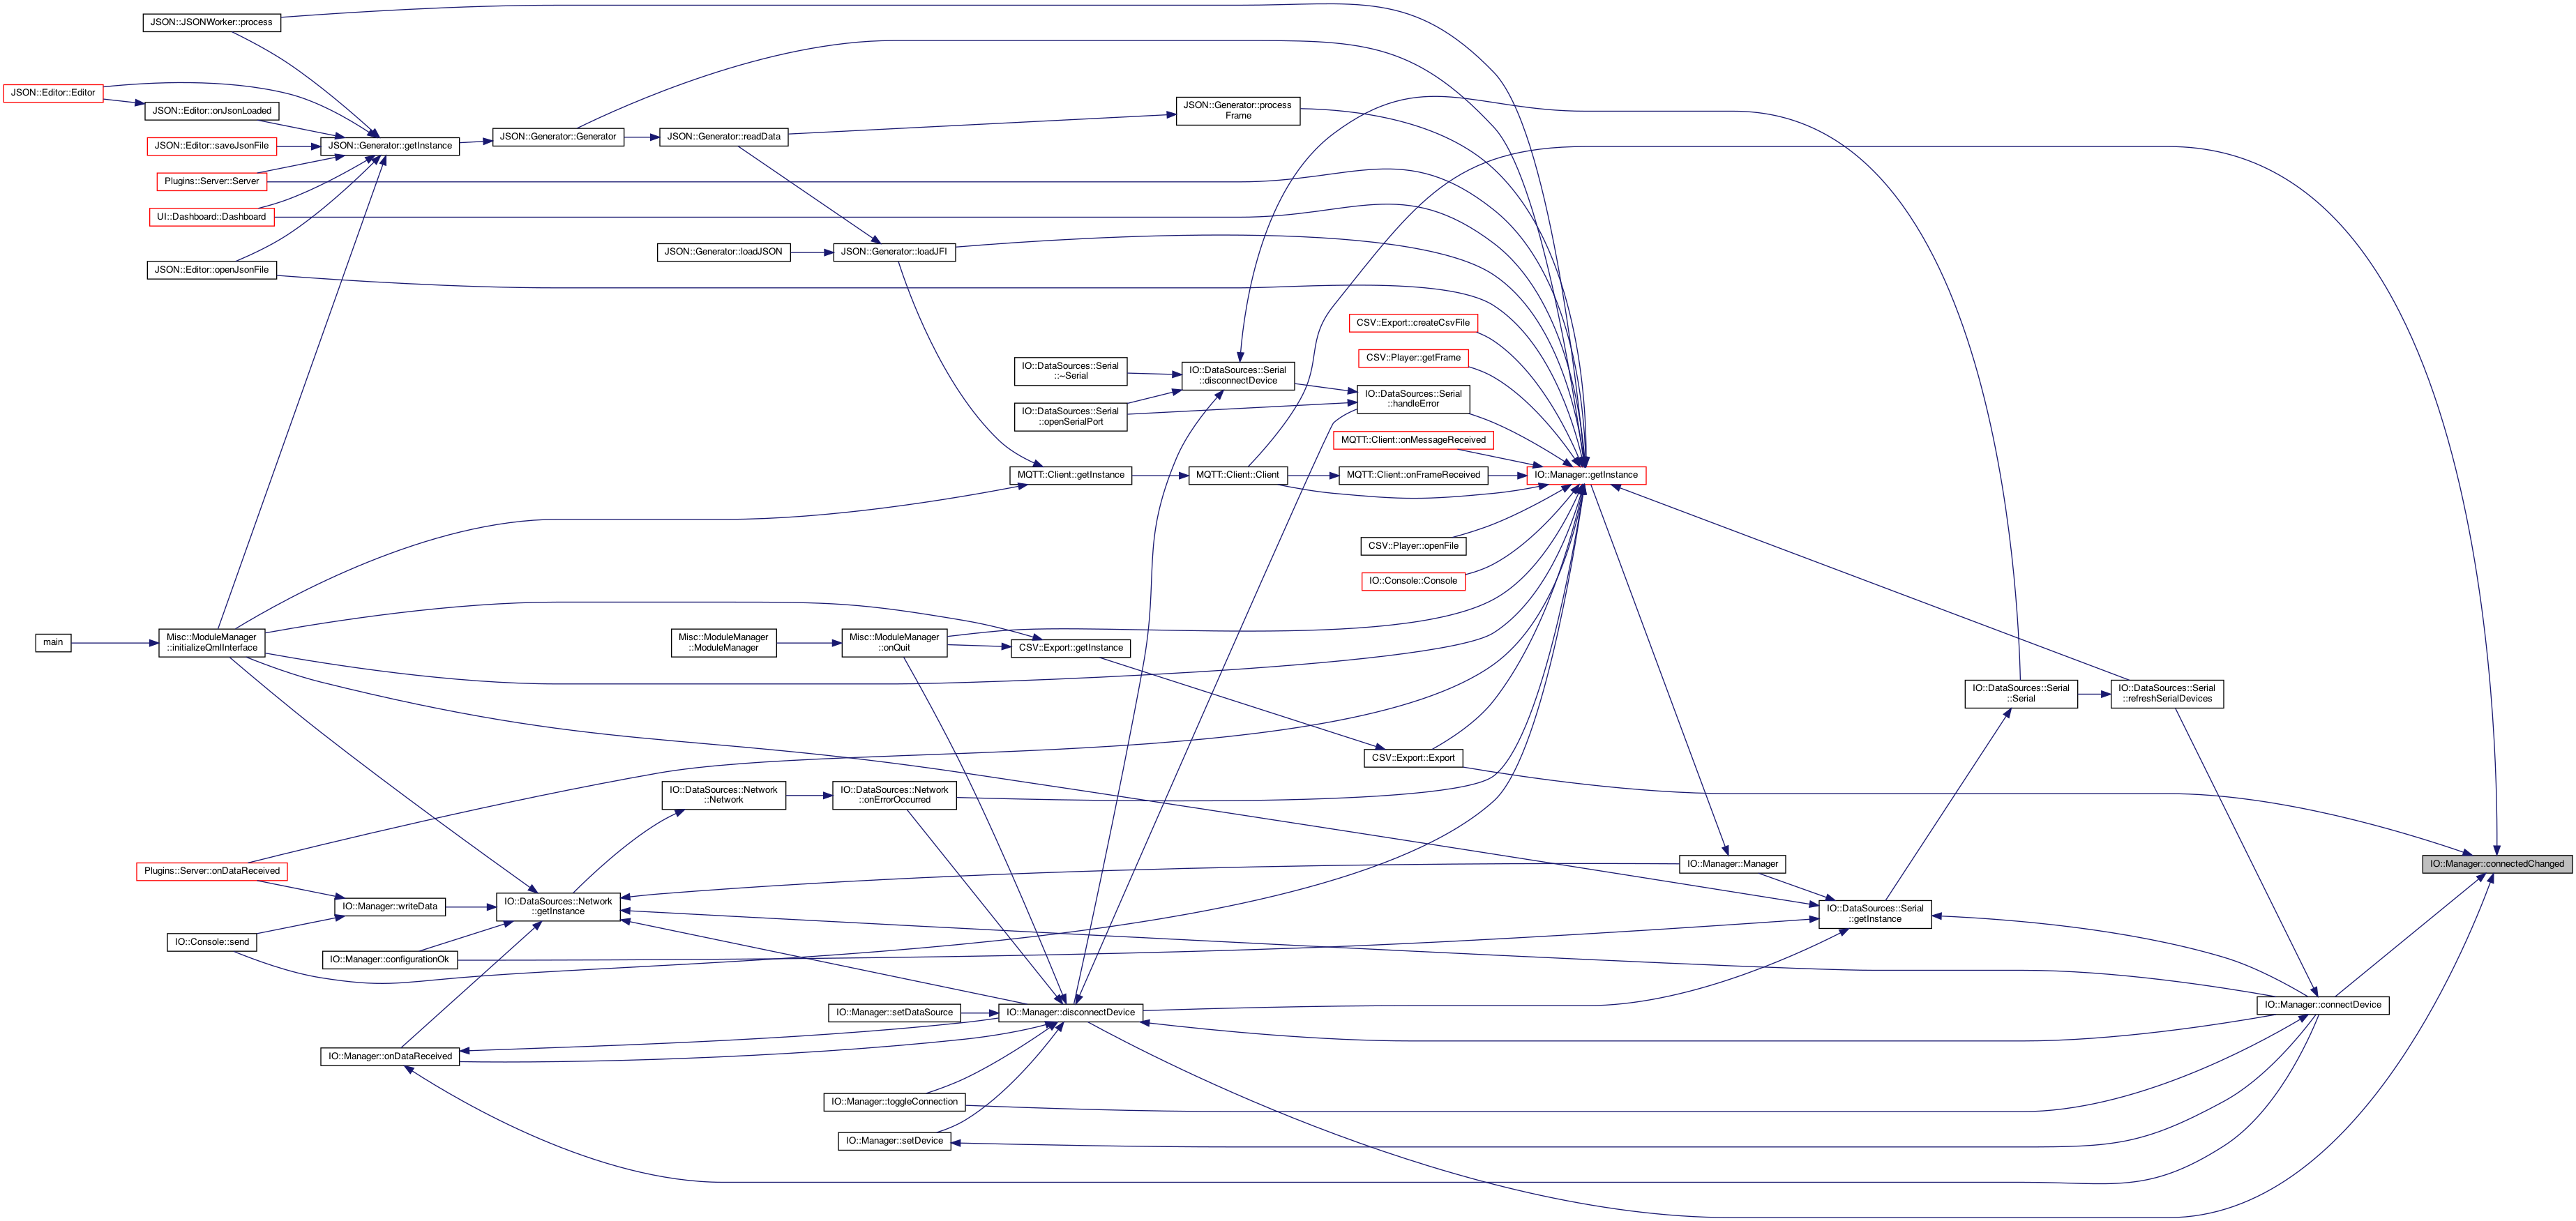 JSON::JSONWorker::process
JSON::Editor::Editor
JSON::Editor::onJsonLoaded
JSON::Editor::saveJsonFile
JSON::Generator::getInstance
JSON::Generator::Generator
JSON::Generator::readData
JSON::Generator::process
Frame
Plugins::Server::Server
UI::Dashboard::Dashboard
JSON::Editor::openJsonFile
JSON::Generator::loadJSON
JSON::Generator::loadJFI
CSV::Export::createCsvFile
CSV::Player::getFrame
IO::DataSources::Serial
::~Serial
IO::DataSources::Serial
::disconnectDevice
IO::DataSources::Serial
::handleError
IO::DataSources::Serial
::openSerialPort
MQTT::Client::onMessageReceived
MQTT::Client::getInstance
MQTT::Client::Client
MQTT::Client::onFrameReceived
IO::Manager::getInstance
CSV::Player::openFile
IO::Console::Console
main
Misc::ModuleManager
::initializeQmlInterface
Misc::ModuleManager
::ModuleManager
Misc::ModuleManager
::onQuit
CSV::Export::getInstance
IO::DataSources::Serial
::Serial
IO::DataSources::Serial
::refreshSerialDevices
CSV::Export::Export
IO::DataSources::Network
::Network
IO::DataSources::Network
::onErrorOccurred
Plugins::Server::onDataReceived
IO::Manager::Manager
IO::Manager::connectedChanged
IO::Manager::writeData
IO::DataSources::Network
::getInstance
IO::DataSources::Serial
::getInstance
IO::Console::send
IO::Manager::configurationOk
IO::Manager::setDataSource
IO::Manager::disconnectDevice
IO::Manager::connectDevice
IO::Manager::onDataReceived
IO::Manager::toggleConnection
IO::Manager::setDevice